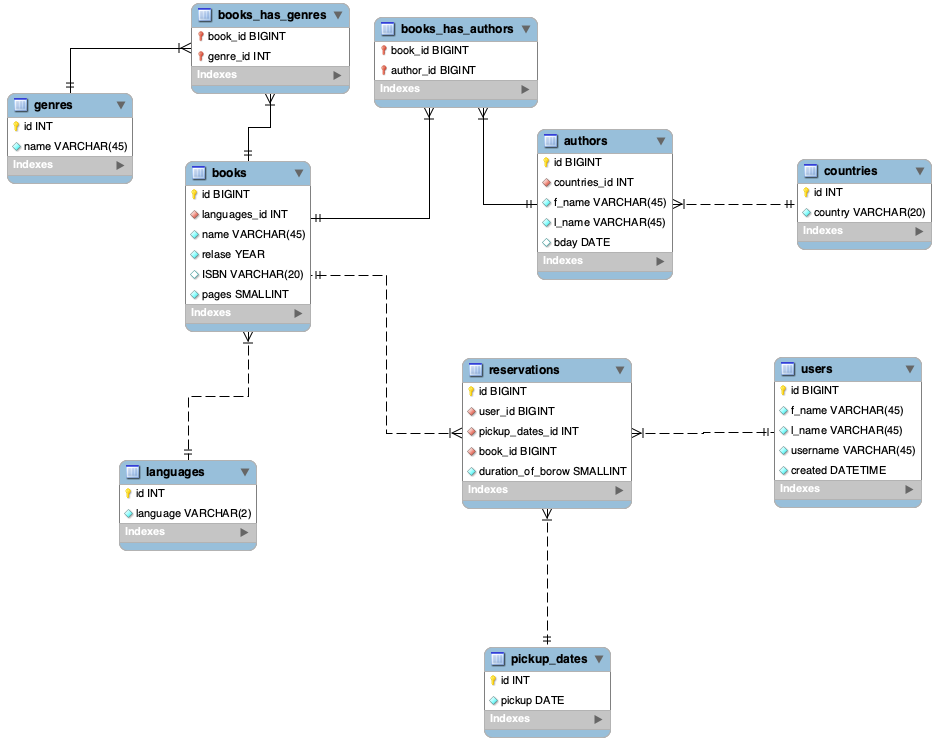 books_has_genres
book_id BIGINT
genre_id INT
Indexes
books_has_authors
book_id BIGINT
author_id BIGINT
Indexes
genres
id INT
name VARCHAR(45)
Indexes
books
id BIGINT
languages_id INT
name VARCHAR(45)
relase YEAR
ISBN VARCHAR(20)
pages SMALLINT
Indexes
authors
id BIGINT
countries_id INT
f_name VARCHAR(45)
l_name VARCHAR(45)
bday DATE
Indexes
countries
id INT
country VARCHAR(20)
Indexes
reservations
id BIGINT
user_id BIGINT
pickup_dates_id INT
book_id BIGINT
duration_of_borow SMALLINT
Indexes
users
id BIGINT
f_name VARCHAR(45)
l_name VARCHAR(45)
username VARCHAR(45)
created DATETIME
Indexes
languages
id INT
language VARCHAR(2)
Indexes
pickup_dates
id INT
pickup DATE
Indexes